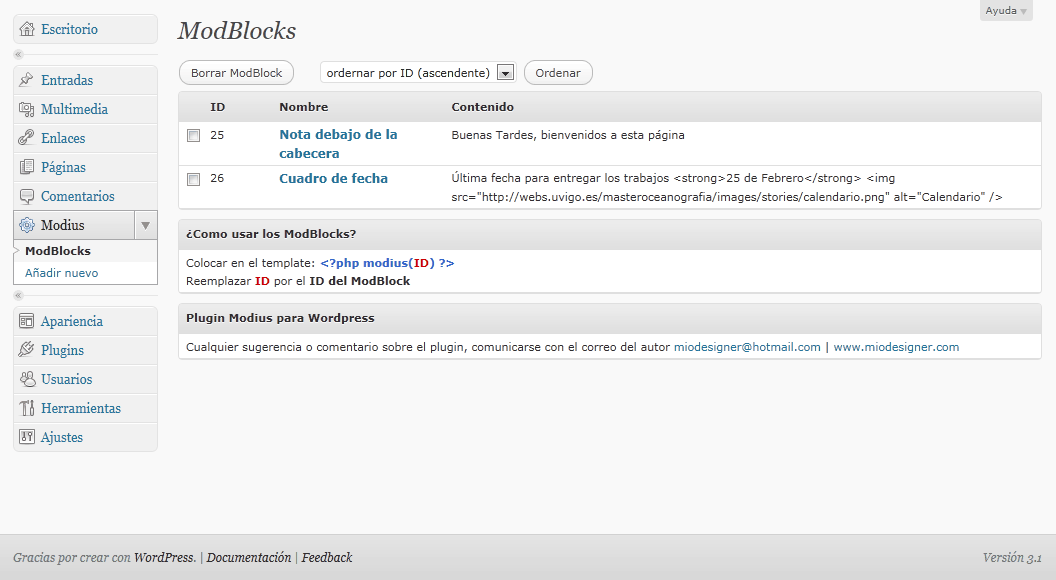 Ayuda
Escritorio
Entradas
Multimedia
Enlaces
Páginas
Comentarios
Modius
ModBlocks
Añadir nuevo
Apariencia
Plugins
Usuarios
Herramientas
Ajustes
ModBlocks
Borrar ModBlock ordernar por ID (ascendente) Ordenar
ID Nombre Contenido
25 Nota debajo de la Buenas Tardes, bienvenidos a esta página
cabecera
26 Cuadro de fecha Última fecha para entregar los trabajos <strong>25 de Febrero</strong> <img
src="http://webs.uvigo.es/masteroceanografia/images/stories/calendario.png" alt="Calendario" />
¿Como usar los ModBlocks?
Colocar en el template: <?php modius(ID) ?>
Reemplazar ID por el ID del ModBlock
Plugin Modius para Wordpress
Cualquier sugerencia o comentario sobre el plugin, comunicarse con el correo del autor miodesigner@hotmail.com | www.miodesigner.com
Gracias por crear con WordPress. | Documentación | Feedback Versión 3.1